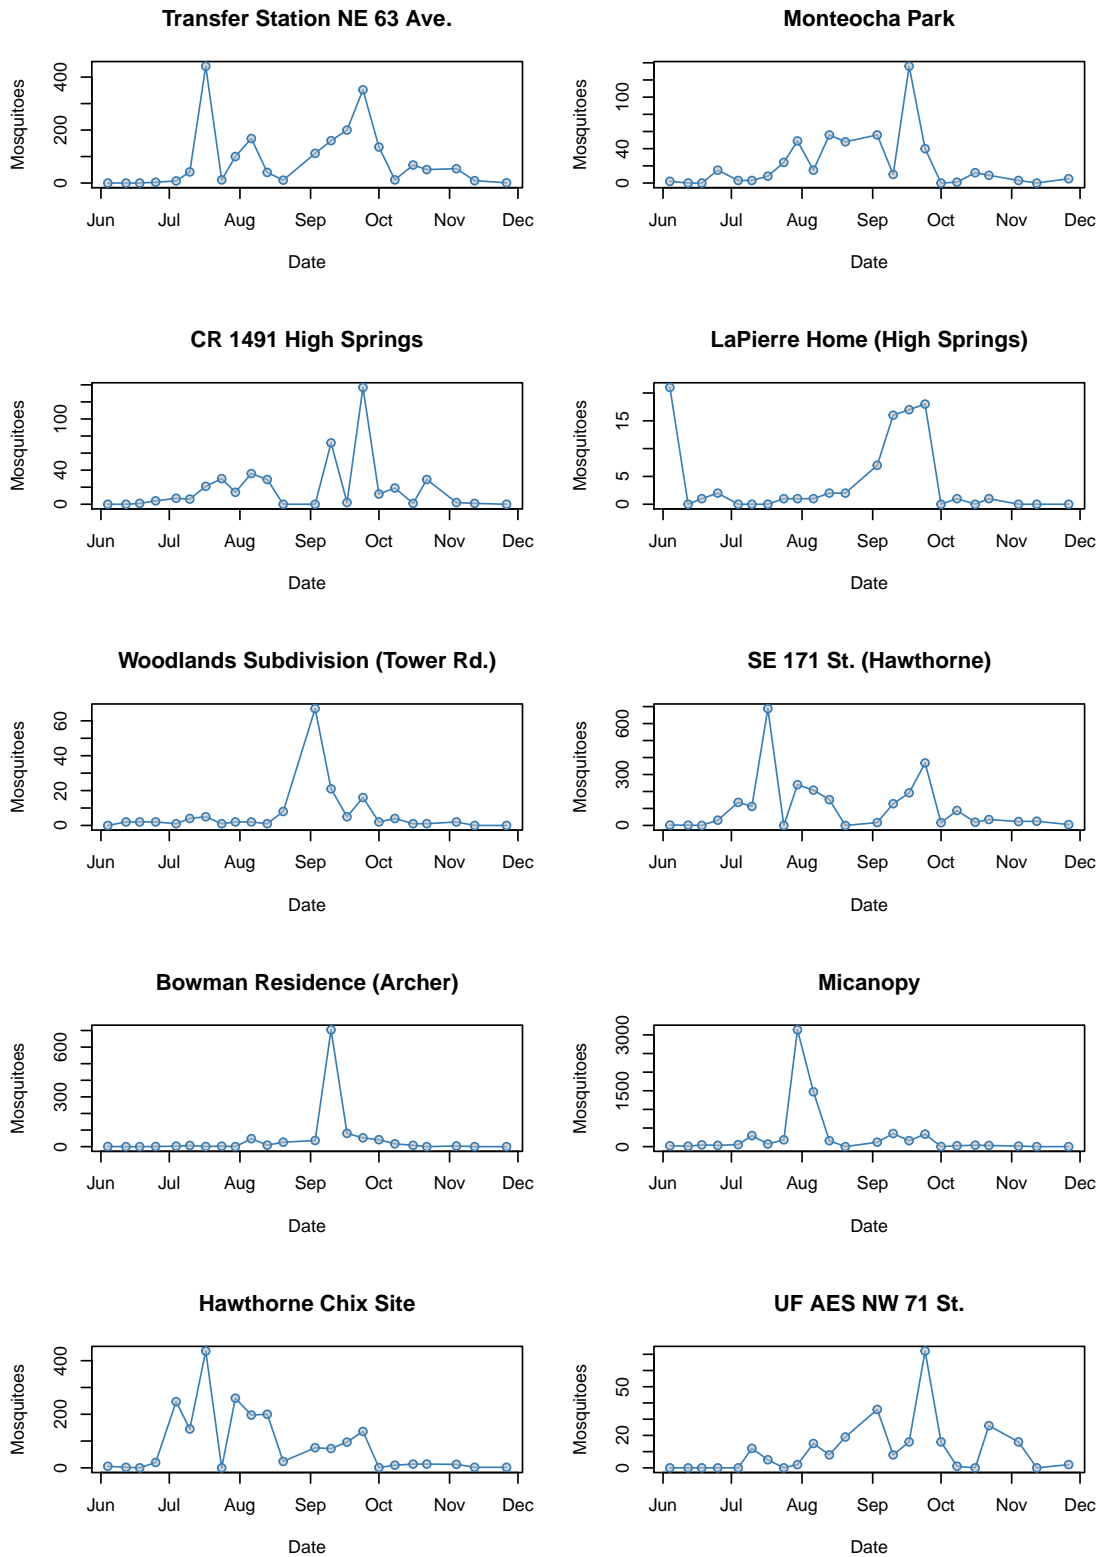 Transfer Station NE 63 Ave.
Mosquitoes
400
200
0
Jun Jul Aug Sep Oct Nov Dec
Date
Monteocha Park
Mosquitoes
100
40
0
Jun Jul Aug Sep Oct Nov Dec
Date
CR 1491 High Springs
Mosquitoes
100
40
0
Jun Jul Aug Sep Oct Nov Dec
Date
LaPierre Home (High Springs)
Mosquitoes
15
5
0
Jun Jul Aug Sep Oct Nov Dec
Date
Woodlands Subdivision (Tower Rd.)
Mosquitoes
60
40
20
0
Jun Jul Aug Sep Oct Nov Dec
Date
SE 171 St. (Hawthorne)
Mosquitoes
600
300
0
Jun Jul Aug Sep Oct Nov Dec
Date
Bowman Residence (Archer)
Mosquitoes
600
300
0
Jun Jul Aug Sep Oct Nov Dec
Date
Micanopy
Mosquitoes
3000
1500
0
Jun Jul Aug Sep Oct Nov Dec
Date
Hawthorne Chix Site
Mosquitoes
400
200
0
Jun Jul Aug Sep Oct Nov Dec
Date
UF AES NW 71 St.
Mosquitoes
50
20
0
Jun Jul Aug Sep Oct Nov Dec
Date